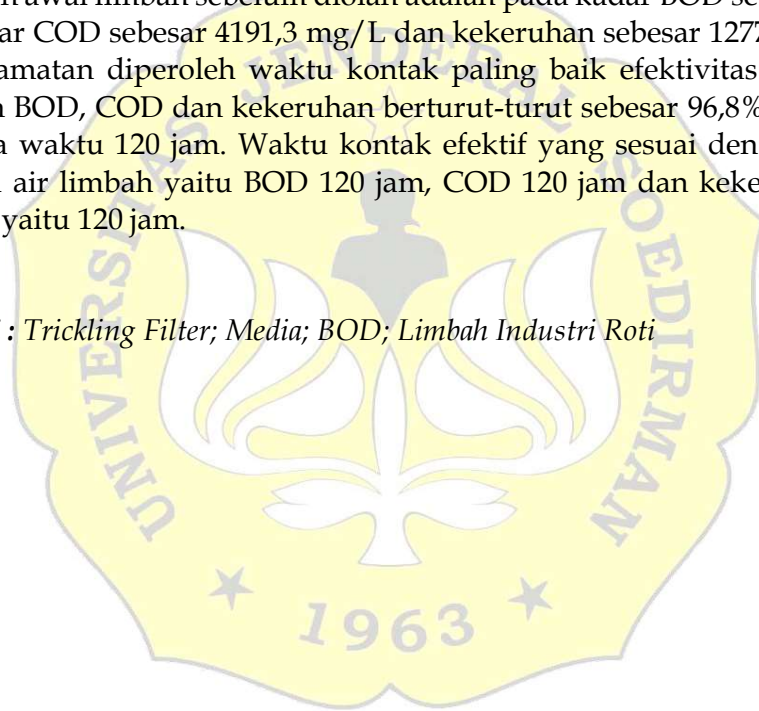 awal limbah sebelum diolah adalah pada kadar BOD se
ar COD sebesar 4191,3 mg/L dan kekeruhan sebesar 1277
amatan diperoleh waktu kontak paling baik efektivitas
n BOD, COD dan kekeruhan berturut-turut sebesar 96,8%
a waktu 120 jam. Waktu kontak efektif yang sesuai den
air limbah yaitu BOD 120 jam, COD 120 jam dan keke
yaitu 120 jam.
: Trickling Filter; Media; BOD; Limbah Industri Roti
UNIVERSITAS JENDERAL SOEDIRMAN
1963